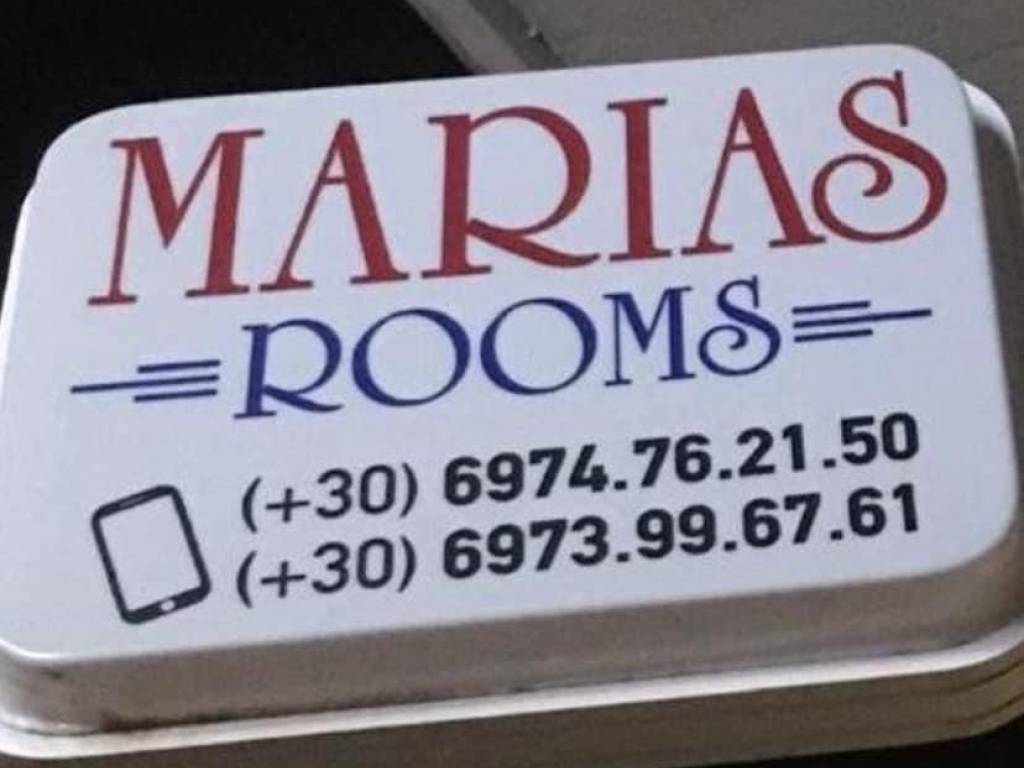 MARIAS
ROOMS
(+30) 6974.76.21.50
(+30) 6973.99.67.61